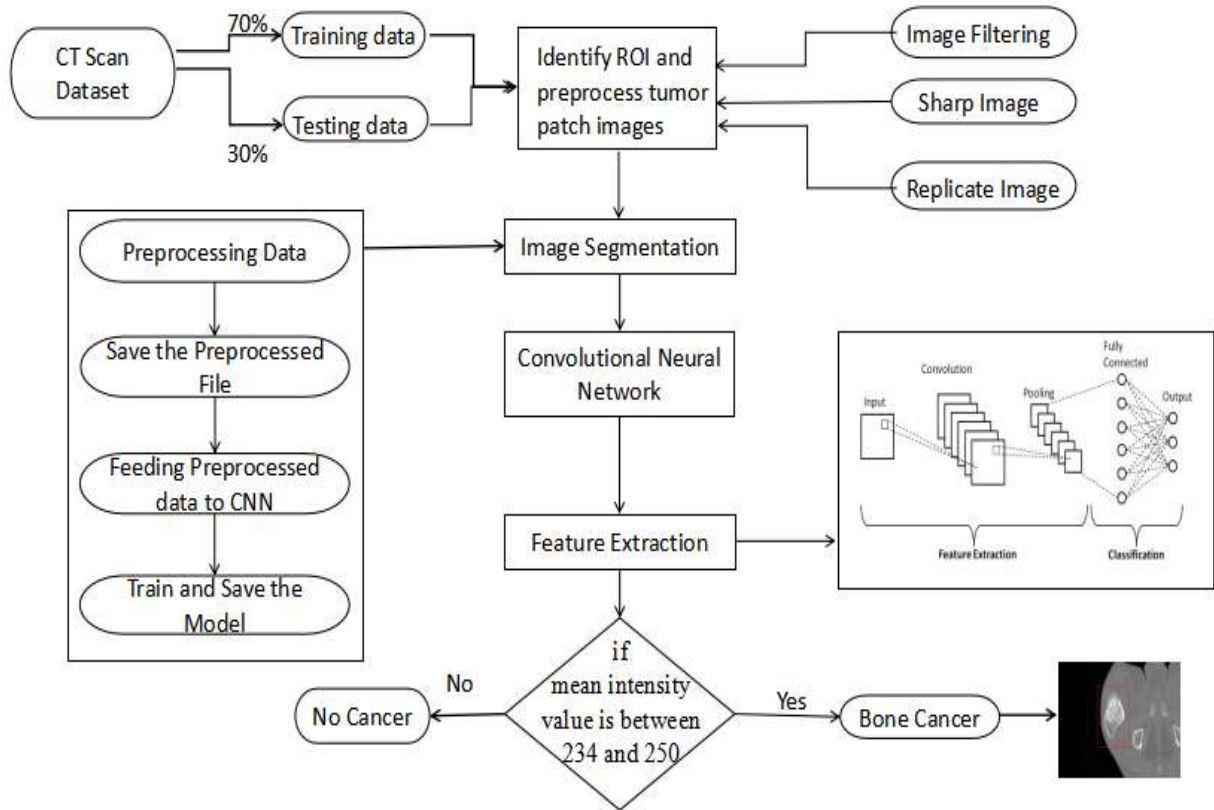 70%
CT Scan
Dataset
Training data
Testing data
30%
Identify ROI and
preprocess tumor
patch images
Image Filtering
Sharp Image
Replicate Image
Preprocessing Data
Save the Preprocessed
File
Feeding Preprocessed
data to CNN
Train and Save the
Model
Image Segmentation
Convolutional Neural
Network
Feature Extraction
Input
Convolution
Pooling
Fully
Connected
Output
Feature Extraction
Classification
if
mean intensity
value is between
234 and 250
No
No Cancer
Yes
Bone Cancer